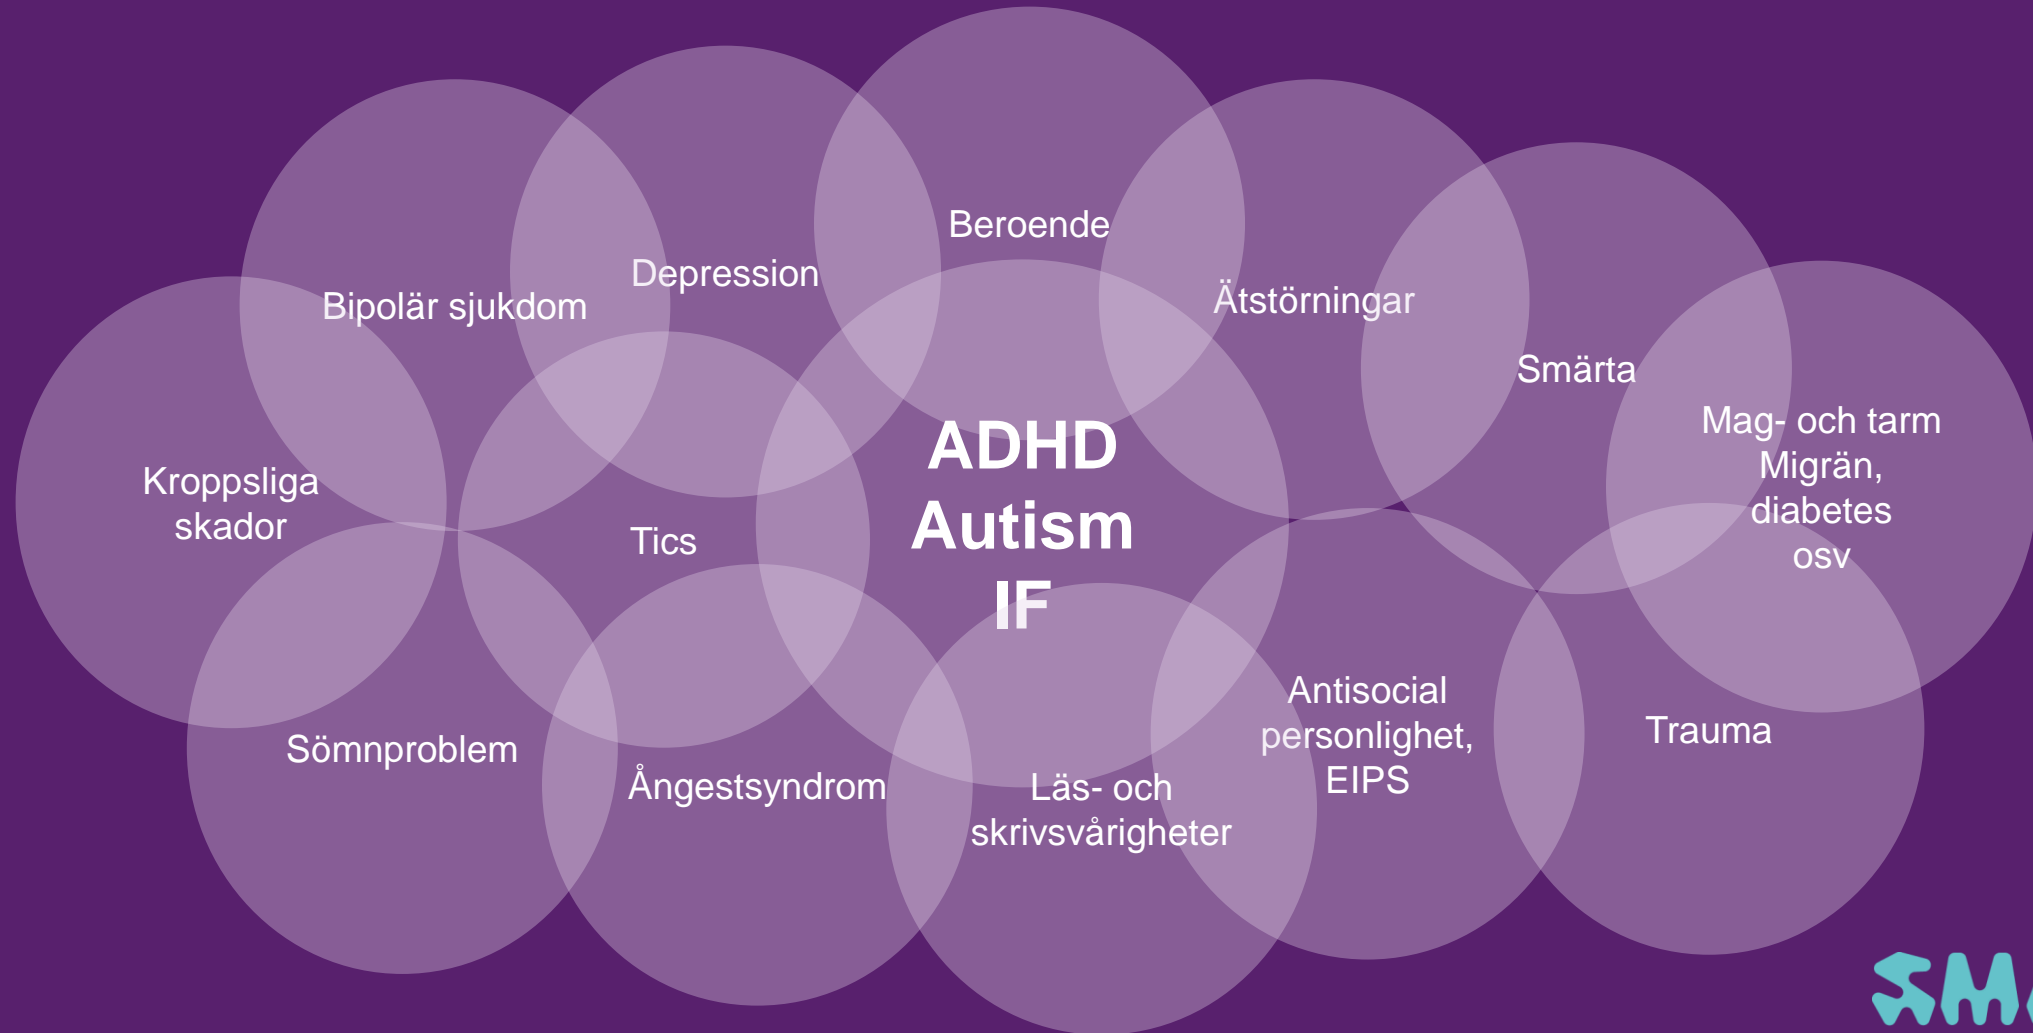 Beroende
Depression
Bipolär sjukdom
Ätstörningar
Smärta
Mag- och tarm
Migrän,
diabetes
osv
Kroppsliga
skador
Tics
ADHD
Autism
IF
Antisocial
personlighet,
EIPS
Trauma
Sömnproblem
Ångestsyndrom
Läs- och
skrivsvårigheter